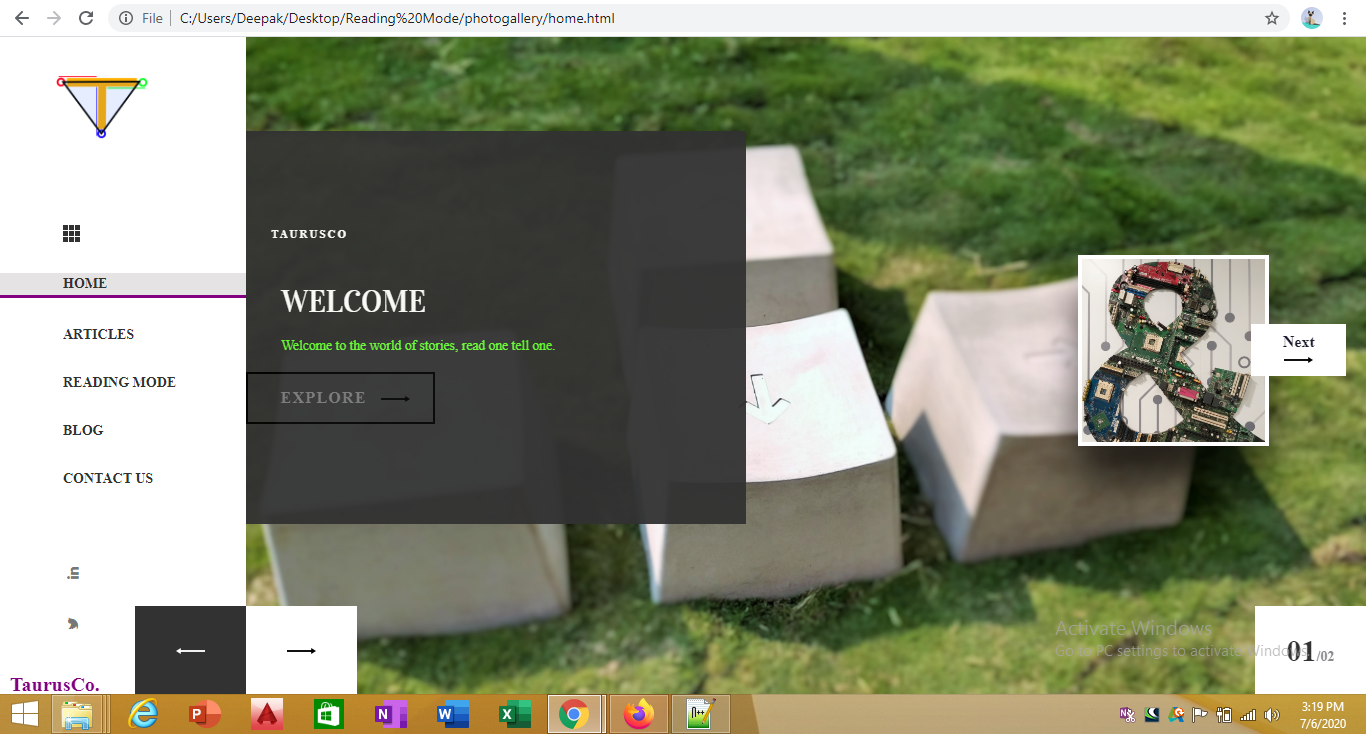 File
C:/Users/Deepak/Desktop/Reading%20Mode/photogallery/home.html
T
HOME
ARTICLES
READING MODE
BLOG
CONTACT US
.in
TaurusCo.
TAURUSCO
WELCOME
Welcome to the world of stories, read one tell one.
EXPLORE
&
Next
Activate Windows
Go to PC settings to activate Windows.
01/02
3:19 PM
7/6/2020